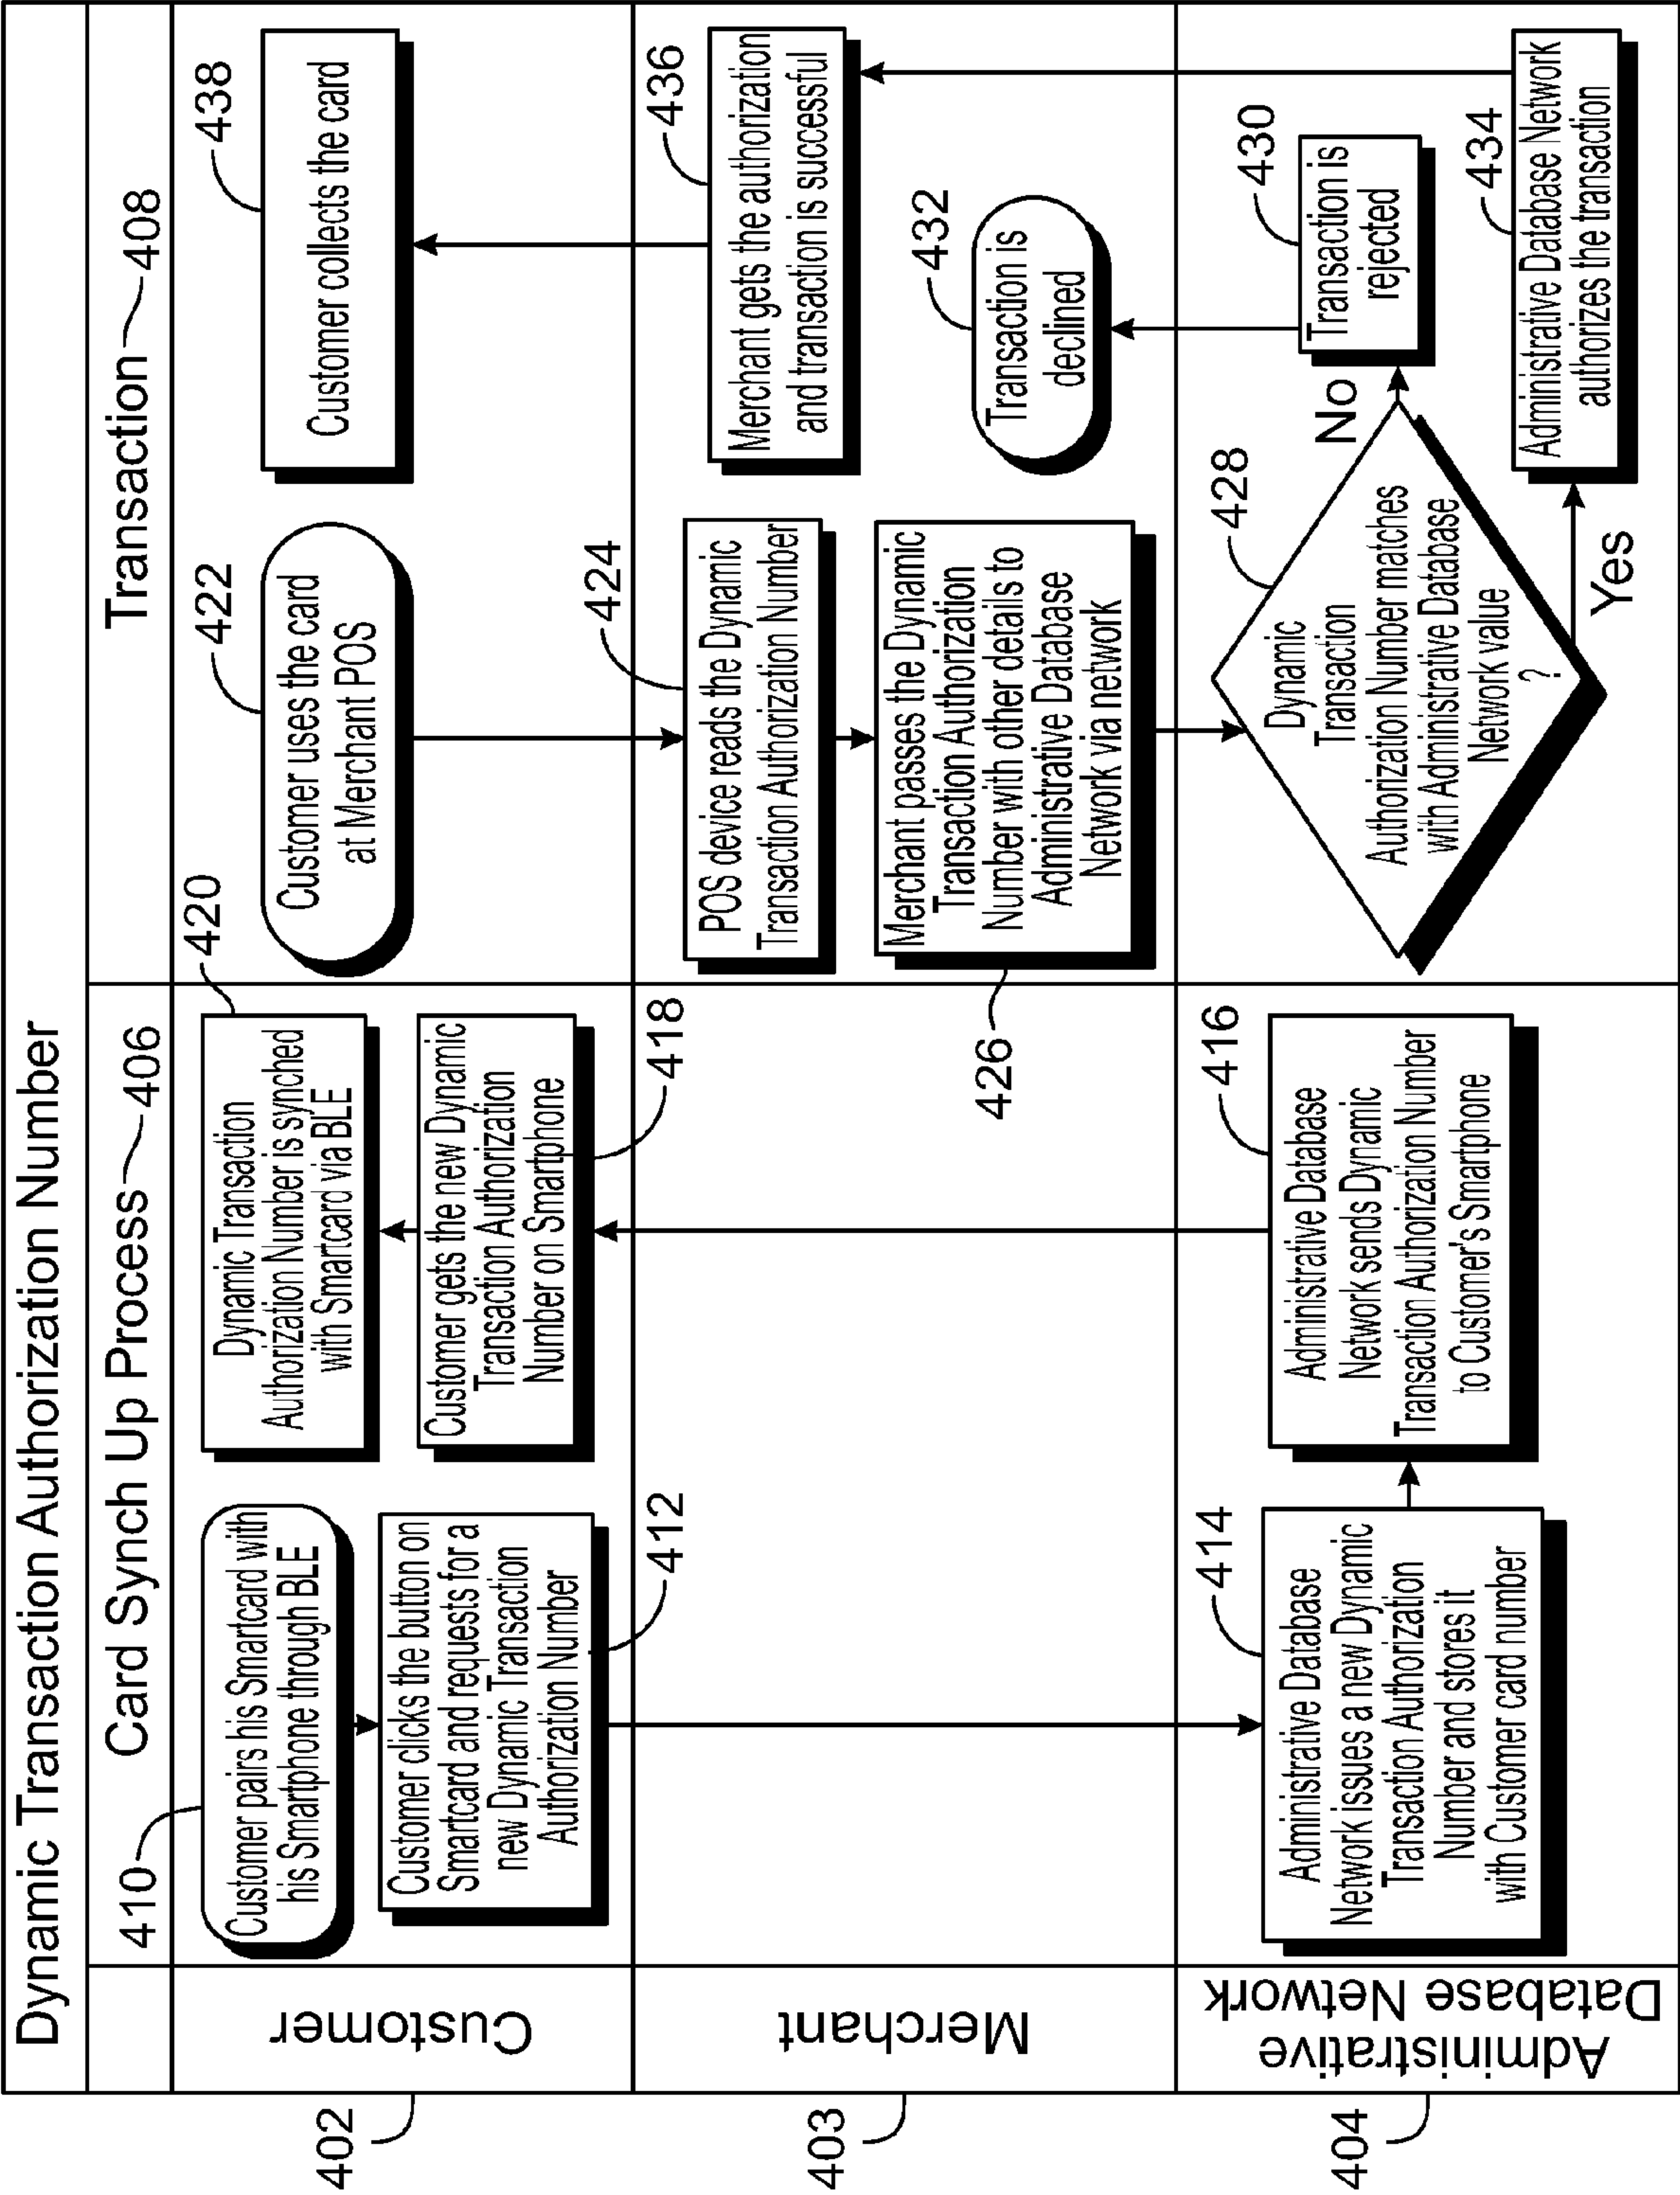 Dynamic Transaction Authorization Number
Card Synch Up Process 406
Transaction 408
402
Customer
410
Customer pairs his Smartcard with
his Smartphone through BLE
Customer clicks the button on
Smartcard and requests for a
new Dynamic Transaction
Authorization Number
412
420
Dynamic Transaction
Authorization Number is synched
with Smartcard via BLE
Customer gets the new Dynamic
Transaction Authorization
Number on Smartphone
418
422
Customer uses the card
at Merchant POS
438
Customer collects the card
403
Merchant
424
POS device reads the Dynamic
Transaction Authorization Number
Merchant passes the Dynamic
Transaction Authorization
Number with other details to
Administrative Database
Network via network
426
436
Merchant gets the authorization
and transaction is successful
432
Transaction is
declined
404
Administrative
Database Network
414
Administrative Database
Network issues a new Dynamic
Transaction Authorization
Number and stores it
with Customer card number
416
Administrative Database
Network sends Dynamic
Transaction Authorization Number
to Customer's Smartphone
428
Dynamic
Transaction
Authorization Number matches
with Administrative Database
Network value
?
No
Yes
430
Transaction is
rejected
434
Administrative Database Network
authorizes the transaction